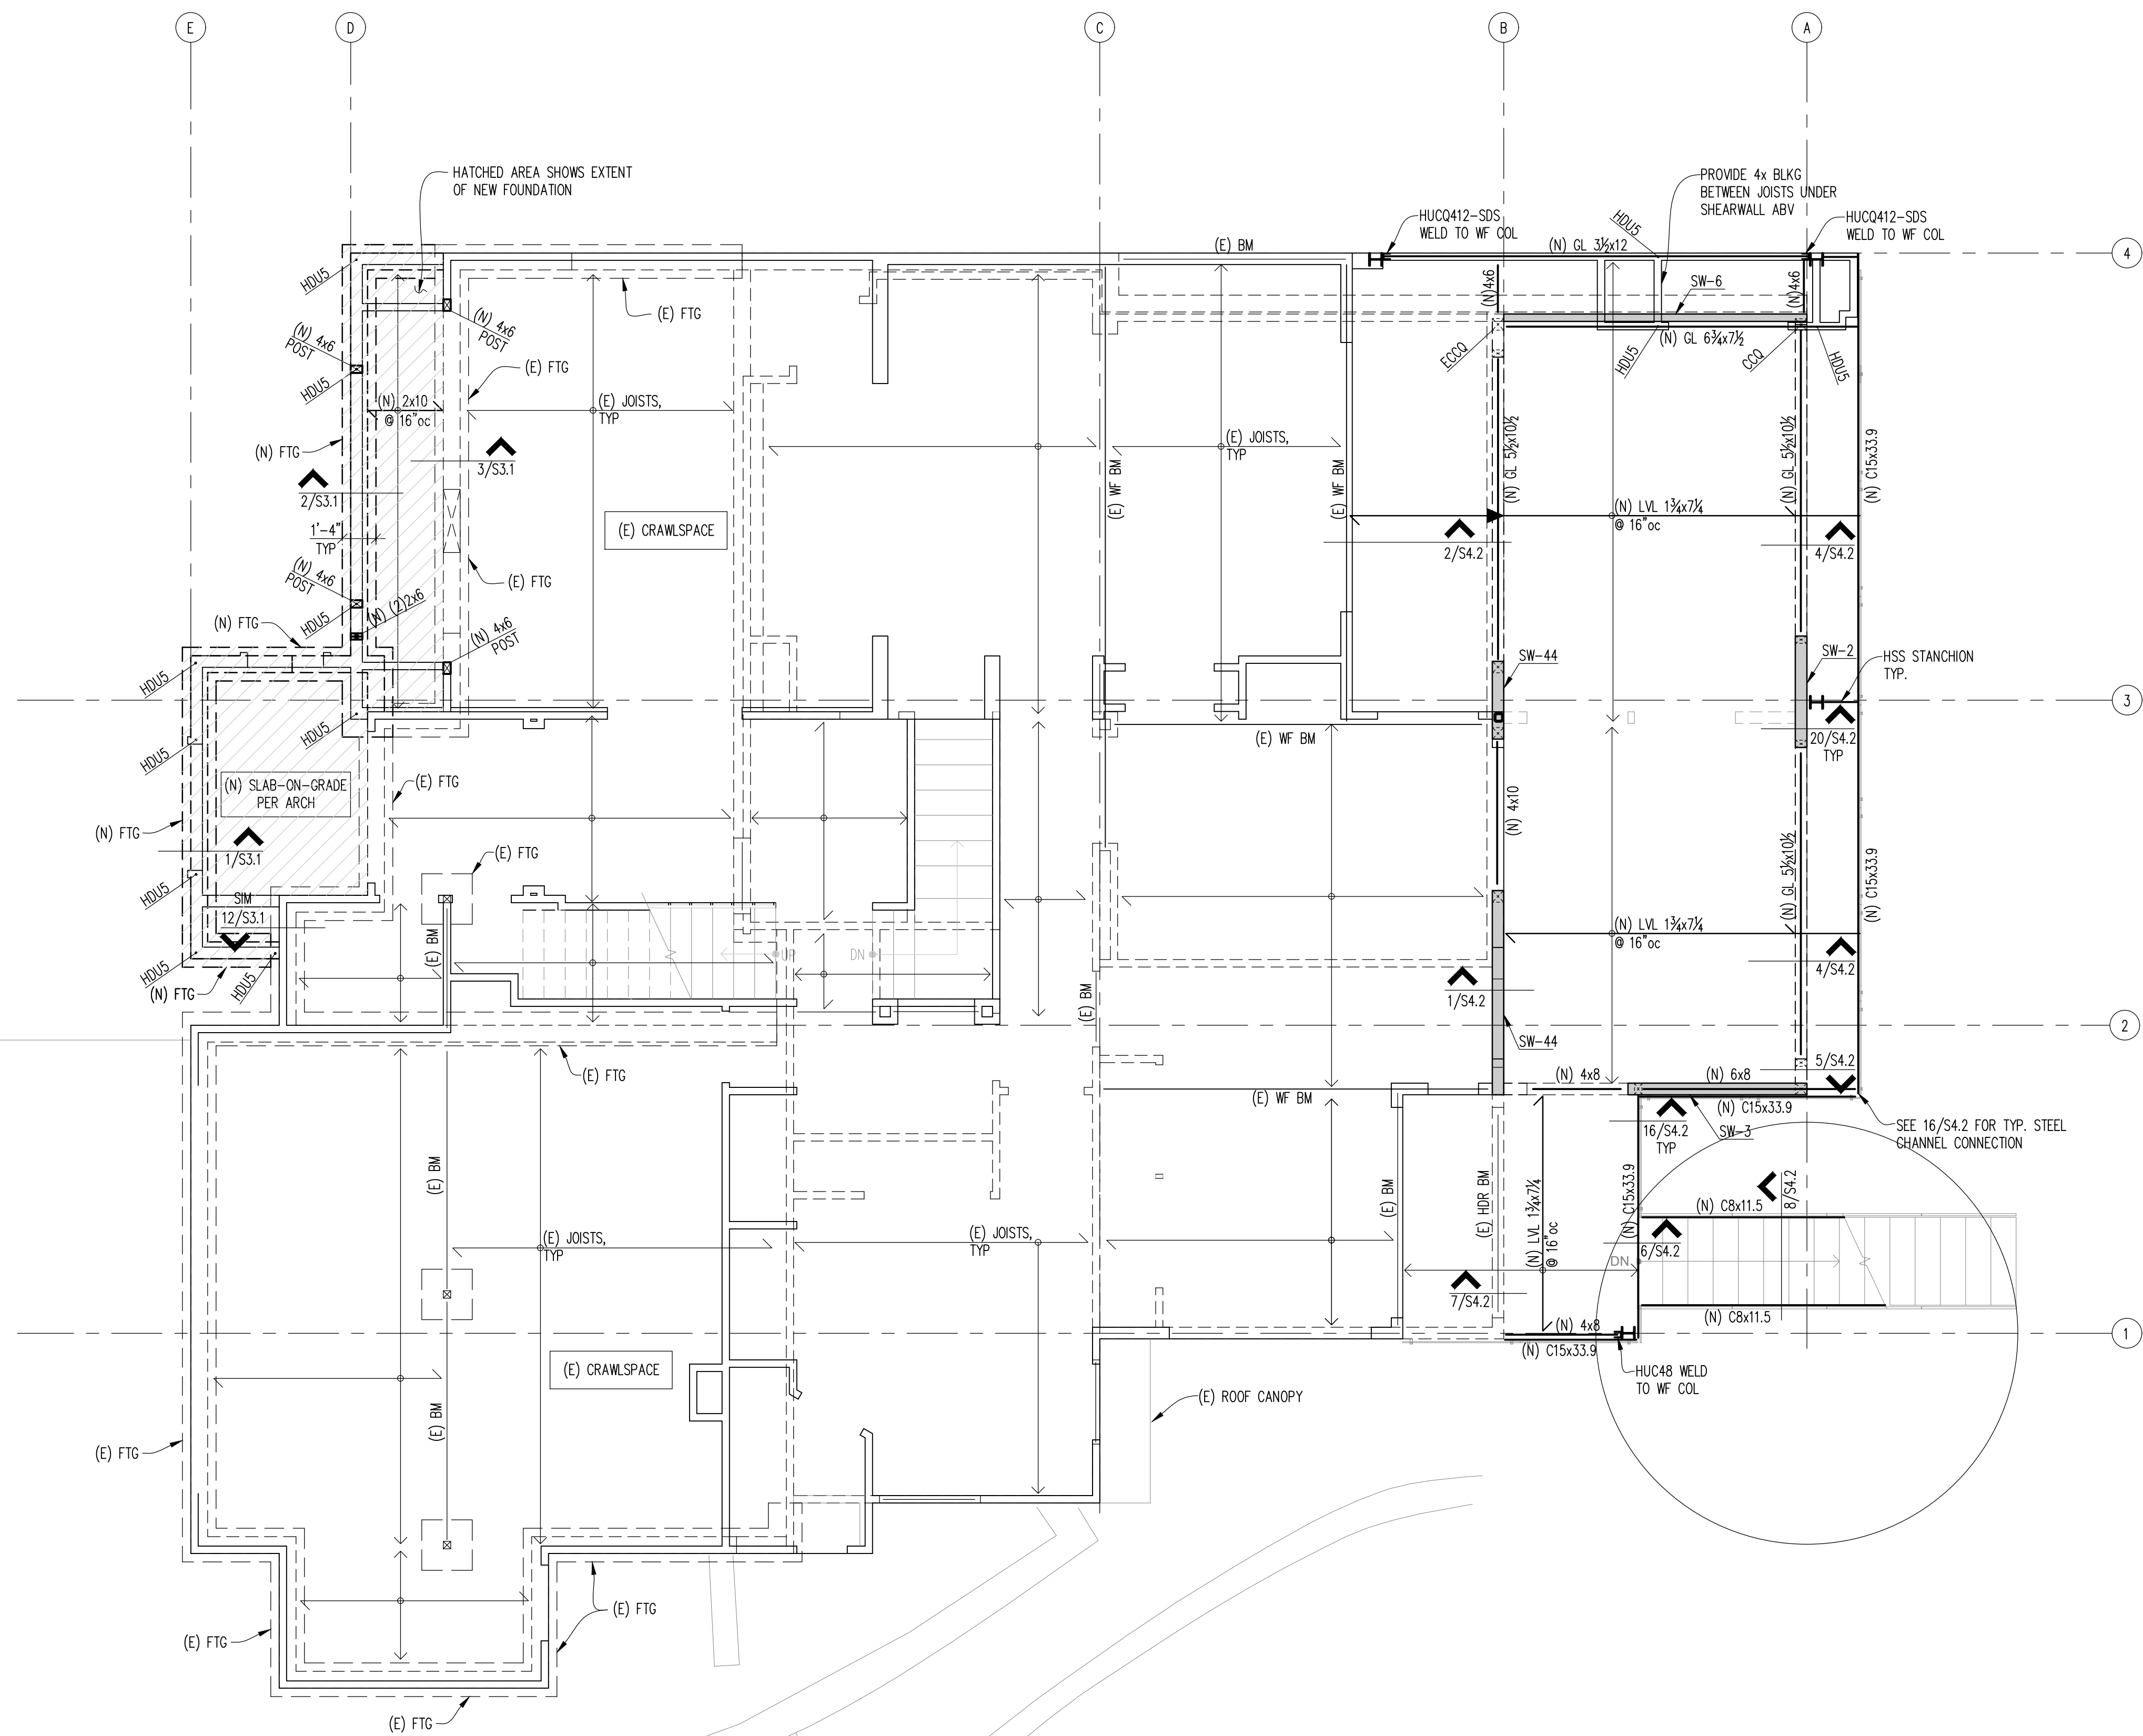 E
D
C
B
A
HATCHED AREA SHOWS EXTENT
OF NEW FOUNDATION
PROVIDE 4x BLKG
BETWEEN JOISTS UNDER
SHEARWALL ABV
HUCQ412-SDS
WELD TO WF COL
HDU5
HUCQ412-SDS
WELD TO WF COL
(E) BM
(N) GL 3½x12
4
HDU5
(N)4x6
SW-6
(N)4x6
(E) FTG
(N) 4x6
POST
(N) 4x6
POST
(N) GL 6¾x7½
ECCQ
HDU5
CCQ
HDU5
(E) FTG
HDU5
(N) 2x10
@ 16"oc
(E) JOISTS,
TYP
(E) JOISTS,
TYP
(N) FTG
3/S3.1
2/S3.1
(E) WF BM
(E) WF BM
(N) GL 5½x10½
(N) GL 5½x10½
(N) C15x33.9
1'-4"
TYP
(E) CRAWLSPACE
(N) LVL 1¾x7¼
@ 16"oc
2/S4.2
4/S4.2
(N) 4x6
POST
(E) FTG
HDU5
(N) (2)2x6
(N) FTG
(N) 4x6
POST
SW-44
SW-2
HSS STANCHION
TYP.
HDU5
3
HDU5
(E) WF BM
20/S4.2
TYP
HDU5
(N) SLAB-ON-GRADE
PER ARCH
(E) FTG
(N) 4x10
(N) FTG
1/S3.1
(E) FTG
(N) GL 5½x10½
(N) C15x33.9
HDU5
SIM
12/S3.1
(E) BM
UP
DN
(N) LVL 1¾x7¼
@ 16"oc
HDU5
(N) FTG
HDU5
(E) BM
1/S4.2
4/S4.2
2
SW-44
(E) FTG
(N) 4x8
(N) 6x8
5/S4.2
(E) WF BM
(N) C15x33.9
16/S4.2
TYP
SW-3
SEE 16/S4.2 FOR TYP. STEEL
CHANNEL CONNECTION
(E) BM
(E) BM
(E) HDR BM
(N) LVL 1¾x7¼
@ 16"oc
(N) C15x33.9
(N) C8x11.5
8/S4.2
(E) JOISTS,
TYP
(E) JOISTS,
TYP
6/S4.2
DN
7/S4.2
(N) C8x11.5
(N) 4x8
1
(N) C15x33.9
(E) CRAWLSPACE
HUC48 WELD
TO WF COL
(E) ROOF CANOPY
(E) BM
(E) FTG
(E) FTG
(E) FTG
(E) FTG